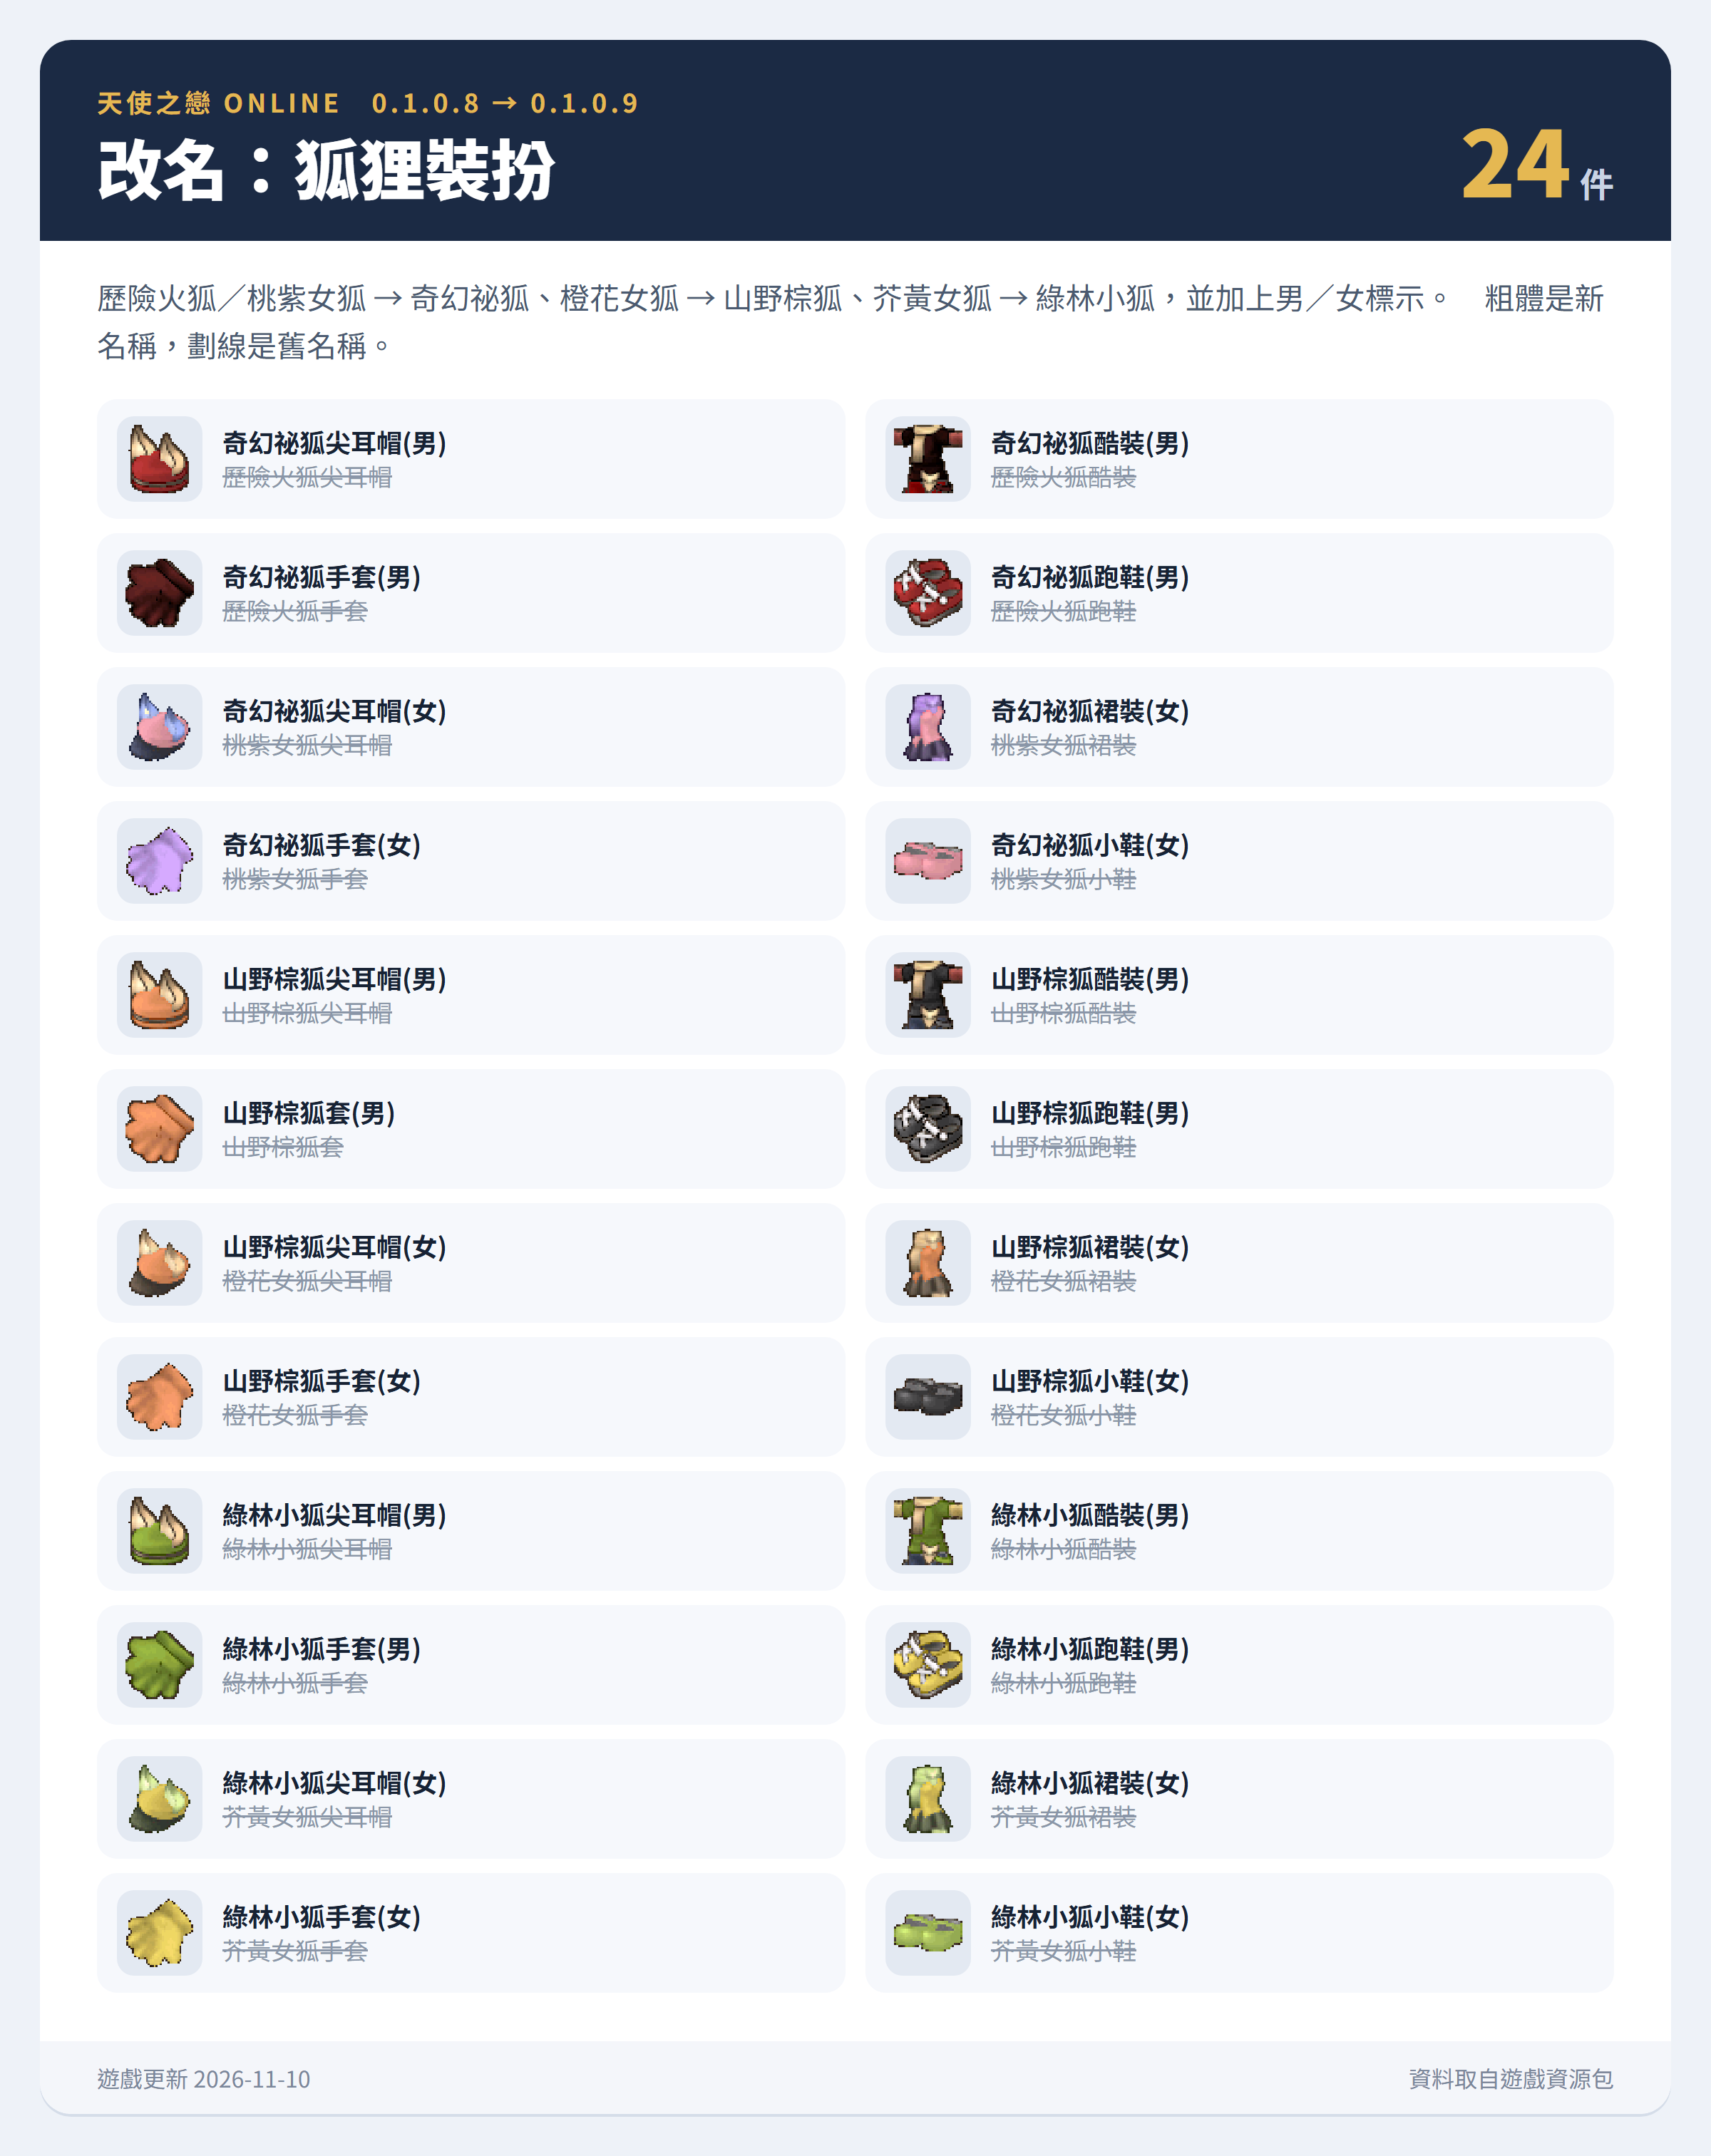 天使之戀 ONLINE 0.1.0.8 → 0.1.0.9
改名：狐狸裝扮
24 件
歷險火狐／桃紫女狐 → 奇幻祕狐、橙花女狐 → 山野棕狐、芥黃女狐 → 綠林小狐，並加上男／女標示。　粗體是新
名稱，劃線是舊名稱。
奇幻祕狐尖耳帽(男)
歷險火狐尖耳帽
奇幻祕狐酷裝(男)
歷險火狐酷裝
奇幻祕狐手套(男)
歷險火狐手套
奇幻祕狐跑鞋(男)
歷險火狐跑鞋
奇幻祕狐尖耳帽(女)
桃紫女狐尖耳帽
奇幻祕狐裙裝(女)
桃紫女狐裙裝
奇幻祕狐手套(女)
桃紫女狐手套
奇幻祕狐小鞋(女)
桃紫女狐小鞋
山野棕狐尖耳帽(男)
山野棕狐尖耳帽
山野棕狐酷裝(男)
山野棕狐酷裝
山野棕狐套(男)
山野棕狐套
山野棕狐跑鞋(男)
山野棕狐跑鞋
山野棕狐尖耳帽(女)
橙花女狐尖耳帽
山野棕狐裙裝(女)
橙花女狐裙裝
山野棕狐手套(女)
橙花女狐手套
山野棕狐小鞋(女)
橙花女狐小鞋
綠林小狐尖耳帽(男)
綠林小狐尖耳帽
綠林小狐酷裝(男)
綠林小狐酷裝
綠林小狐手套(男)
綠林小狐手套
綠林小狐跑鞋(男)
綠林小狐跑鞋
綠林小狐尖耳帽(女)
芥黃女狐尖耳帽
綠林小狐裙裝(女)
芥黃女狐裙裝
綠林小狐手套(女)
芥黃女狐手套
綠林小狐小鞋(女)
芥黃女狐小鞋
遊戲更新 2026-11-10
資料取自遊戲資源包